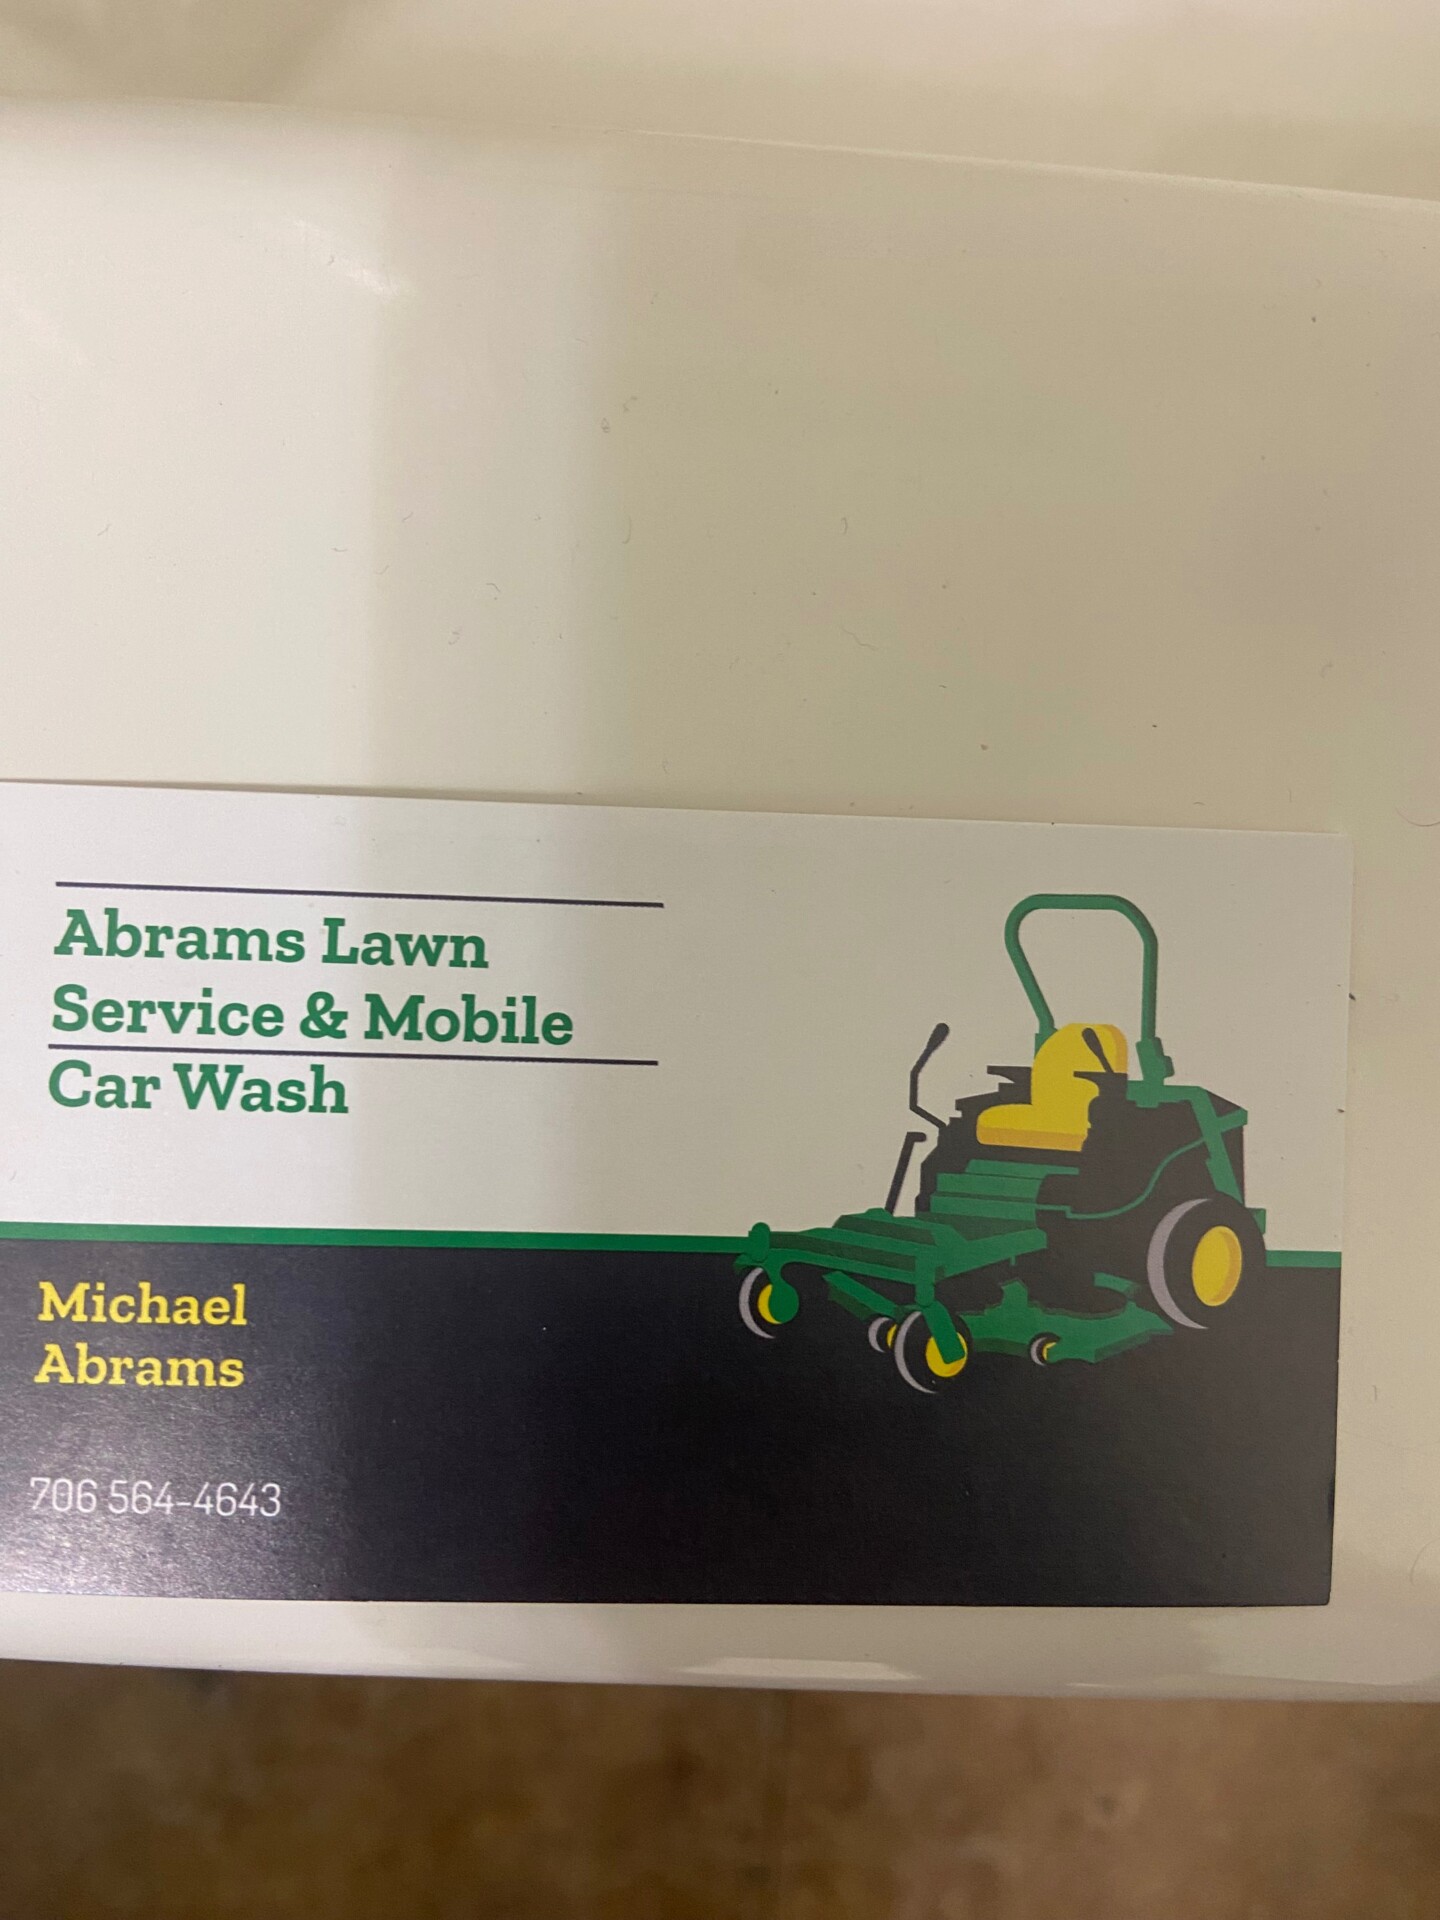 Abrams Lawn
Service & Mobile
Car Wash
Michael
Abrams
706 564-4643